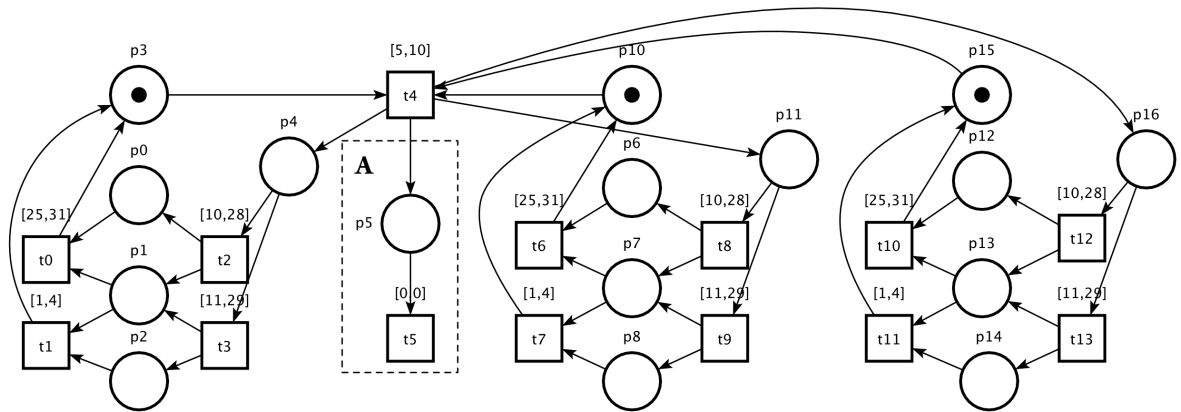 p3
[5,10]
p10
p15
t4
p4
p11
p16
p0
A
p6
p12
[25,31]
[10,28]
p5
[25,31]
[10,28]
[25,31]
[10,28]
t0
p1
t2
t6
p7
t8
t10
p13
t12
[1,4]
[11,29]
[0,0]
[1,4]
[11,29]
[1,4]
[11,29]
t1
p2
t3
t5
t7
p8
t9
t11
p14
t13